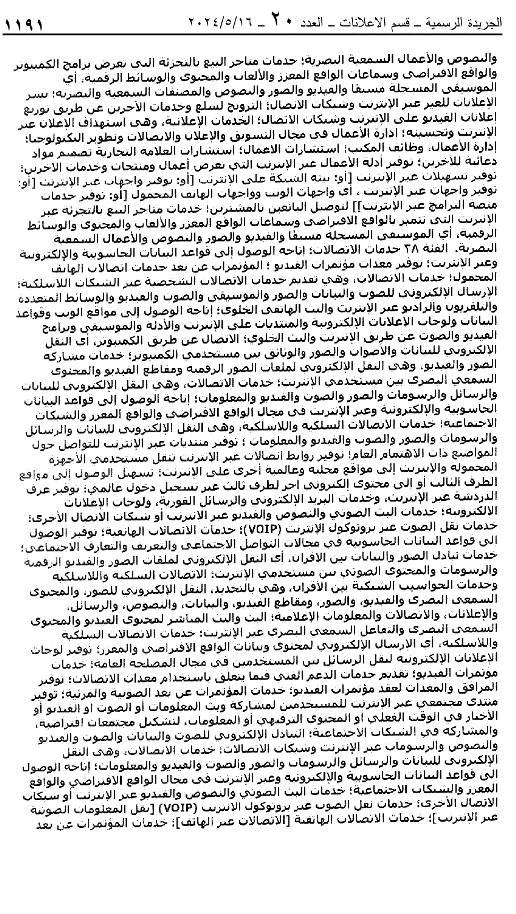 الجريدة الرسمية ــ قسم الاعلانات ــ العدد ٢٠ ــ ٢٠٢٤/٥/١٦
١١٩١
والنصوص والأعمال السمعية البصرية؛ خدمات متاجر البيع بالتجزئة التي تعرض برامج الكمبيوتر
والواقع الافتراضي وسماعات الواقع المعزز والألعاب والمحتوى والوسائط الرقمية، أي
الموسيقى المسجلة مسبقًا والفيديو والصور والنصوص والمصنفات السمعية والبصرية؛ نشر
الإعلانات للغير عبر الإنترنت وشبكات الاتصال؛ الترويج لسلع وخدمات الآخرين عن طريق توزيع
إعلانات الفيديو على الإنترنت وشبكات الاتصال؛ الخدمات الإعلانية، وهي استهداف الإعلان عبر
الإنترنت وتحسينه؛ إدارة الأعمال في مجال التسويق والإعلان والاتصالات وتطوير التكنولوجيا؛
إدارة الأعمال، وظائف المكتب؛ استشارات الاعمال؛ استشارات العلامة التجارية تصميم مواد
دعائية للآخرين؛ توفير أدلة الأعمال عبر الإنترنت التي تعرض أعمال ومنتجات وخدمات الآخرين؛
توفير تسهيلات عبر الإنترنت [أو: بيئة الشبكة على الإنترنت [أو: توفير واجهات عبر الإنترنت [أو:
توفير واجهات عبر الإنترنت ، أي واجهات الويب وواجهات الهاتف المحمول [أو: توفير خدمات
منصة البرامج عبر الإنترنت]] لتوصيل البائعين بالمشترين؛ خدمات متاجر البيع بالتجزئة عبر
الإنترنت التي تتميز بالواقع الافتراضي وسماعات الواقع المعزز والألعاب والمحتوى والوسائط
الرقمية، أي الموسيقى المسجلة مسبقًا والفيديو والصور والنصوص والأعمال السمعية
البصرية. الفئة ٣٨ خدمات الاتصالات؛ إتاحة الوصول إلى قواعد البيانات الحاسوبية والإلكترونية
وعبر الإنترنت؛ توفير معدات مؤتمرات الفيديو ؛ المؤتمرات عن بعد خدمات اتصالات الهاتف
المحمول؛ خدمات الاتصالات، وهي تقديم خدمات الاتصالات الشخصية عبر الشبكات اللاسلكية؛
الإرسال الإلكتروني للصوت والبيانات والصور والموسيقى والصوت والفيديو والوسائط المتعددة
والتلفزيون والراديو عبر الإنترنت والبث الهاتفي الخلوي؛ إتاحة الوصول إلى مواقع الويب وقواعد
البيانات ولوحات الإعلانات الإلكترونية والمنتديات على الإنترنت والأدلة والموسيقى وبرامج
الفيديو والصوت عن طريق الإنترنت والبث الخلوي؛ الاتصال عن طريق الكمبيوتر، أي النقل
الإلكتروني للبيانات والأصوات والصور والوثائق بين مستخدمي الكمبيوتر؛ خدمات مشاركة
الصور والفيديو، وهي النقل الإلكتروني لملفات الصور الرقمية ومقاطع الفيديو والمحتوى
السمعي البصري بين مستخدمي الإنترنت؛ خدمات الاتصالات، وهي النقل الإلكتروني للبيانات
والرسائل والرسومات والصور والصوت والفيديو والمعلومات؛ إتاحة الوصول إلى قواعد البيانات
الحاسوبية والإلكترونية وعبر الإنترنت في مجال الواقع الافتراضي والواقع المعزز والشبكات
الاجتماعية؛ خدمات الاتصالات السلكية واللاسلكية، وهي النقل الإلكتروني للبيانات والرسائل
والرسومات والصور والصوت والفيديو والمعلومات ؛ توفير منتديات عبر الإنترنت للتواصل حول
المواضيع ذات الاهتمام العام؛ توفير روابط اتصالات عبر الانترنت تنقل مستخدمي الأجهزة
المحمولة والإنترنت إلى مواقع محلية وعالمية أخرى على الإنترنت؛ تسهيل الوصول إلى مواقع
الطرف الثالث أو إلى محتوى إلكتروني آخر لطرف ثالث عبر تسجيل دخول عالمي؛ توفير غرف
الدردشة عبر الإنترنت، وخدمات البريد الإلكتروني والرسائل الفورية، ولوحات الإعلانات
الالكترونية؛ خدمات البث الصوتي والنصوص والفيديو عبر الانترنت أو شبكات الاتصال الأخرى؛
خدمات نقل الصوت عبر بروتوكول الإنترنت (VOIP)؛ خدمات الاتصالات الهاتفية؛ توفير الوصول
إلى قواعد البيانات الحاسوبية في مجالات التواصل الاجتماعي والتعريف والتعارف الاجتماعي؛
خدمات تبادل الصور والبيانات بين الأقران، أي النقل الإلكتروني لملفات الصور والفيديو الرقمية
والرسومات والمحتوى الصوتي بين مستخدمي الإنترنت؛ الاتصالات السلكية واللاسلكية
وخدمات الحواسيب الشبكية بين الأقران، وهي بالتحديد، النقل الإلكتروني للصور، والمحتوى
السمعي البصري والفيديو، والصور، ومقاطع الفيديو، والبيانات، والنصوص، والرسائل،
والإعلانات، والاتصالات والمعلومات الإعلامية؛ البث والبث المباشر لمحتوى الفيديو والمحتوى
السمعي البصري والتفاعل السمعي البصري عبر الإنترنت؛ خدمات الاتصالات السلكية
واللاسلكية، أي الإرسال الإلكتروني لمحتوى وبيانات الواقع الافتراضي والمعزز؛ توفير لوحات
الإعلانات الإلكترونية لنقل الرسائل بين المستخدمين في مجال المصلحة العامة؛ خدمات
مؤتمرات الفيديو؛ تقديم خدمات الدعم الفني فيما يتعلق باستخدام معدات الاتصالات؛ توفير
المرافق والمعدات لعقد مؤتمرات الفيديو؛ خدمات المؤتمرات عن بعد الصوتية والمرئية؛ توفير
منتدى مجتمعي عبر الانترنت للمستخدمين لمشاركة وبث المعلومات أو الصوت أو الفيديو أو
الأخبار في الوقت الفعلي أو المحتوى الترفيهي أو المعلومات، لتشكيل مجتمعات افتراضية،
والمشاركة في الشبكات الاجتماعية؛ التبادل الإلكتروني للصوت والبيانات والصوت والفيديو
والنصوص والرسومات عبر الإنترنت وشبكات الاتصالات؛ خدمات الاتصالات، وهي النقل
الإلكتروني للبيانات والرسائل والرسومات والصور والصوت والفيديو والمعلومات؛ إتاحة الوصول
إلى قواعد البيانات الحاسوبية والإلكترونية وعبر الإنترنت في مجال الواقع الافتراضي والواقع
المعزز والشبكات الاجتماعية؛ خدمات البث الصوتي والنصوص والفيديو عبر الإنترنت أو شبكات
الاتصال الأخرى؛ خدمات نقل الصوت عبر بروتوكول الانترنت (VOIP) [نقل المعلومات الصوتية
عبر الإنترنت]؛ خدمات الاتصالات الهاتفية [الاتصالات عبر الهاتف]؛ خدمات المؤتمرات عن بعد